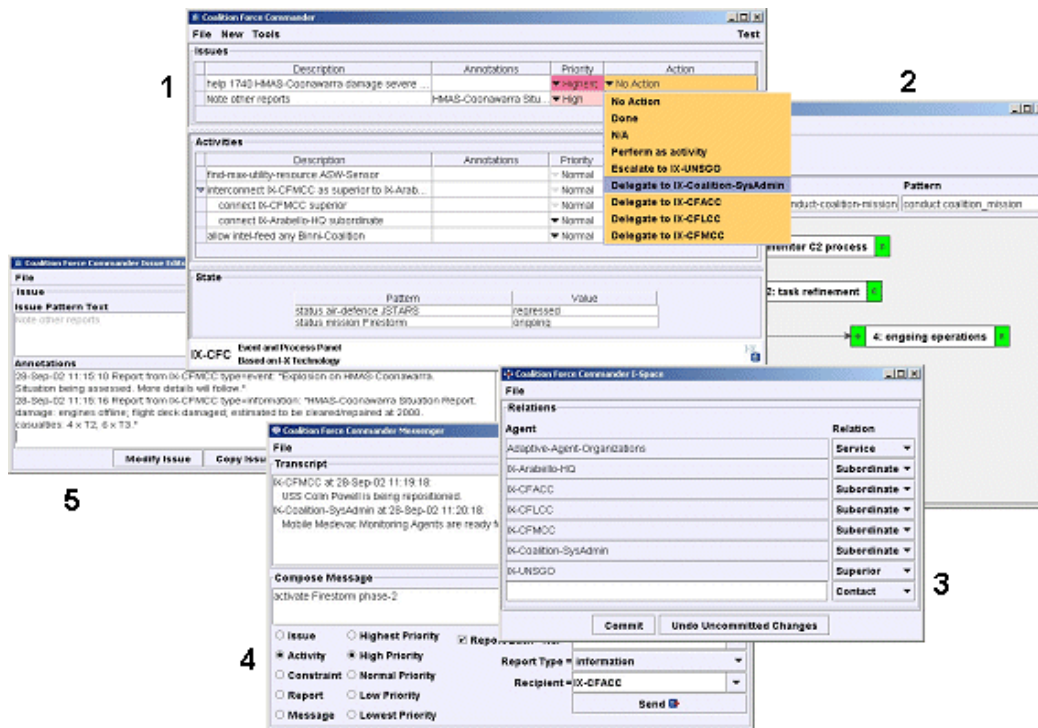 Coalition Force Commander
File New Tools Test
Issues
Description Annotations Priority Action
help 1740 HMAS-Coonawarra damage severe ... Highest No Action
Note other reports HMAS-Coonawarra Situ... High
No Action
Done
N/A
Perform as activity
Escalate to IX-UNSGO
Delegate to IX-Coalition-SysAdmin
Delegate to IX-CFACC
Delegate to IX-CFLCC
Delegate to IX-CFMCC
Activities
Description Annotations Priority
find-max-utility-resource ASW-Sensor Normal
interconnect IX-CFMCC as superior to IX-Arab... Normal
connect IX-CFMCC superior Normal
connect IX-Arabello-HQ subordinate Normal
allow intel-feed any Binni-Coalition Normal
State
Pattern Value
status air-defence JSTARS regressed
status mission Firestorm ongoing
IX-CFC Event and Process Panel
Based on I-X Technology
1
2
Pattern
conduct coalition_mission
C2 process
2: task refinement
4: ongoing operations
Coalition Force Commander Issue
File
Issue
Issue Pattern Text
Note other reports
Annotations
28-Sep-02 11:15:10 Report from IX-CFMCC type=event: "Explosion on HMAS-Coonawarra.
Situation being assessed. More details will follow."
28-Sep-02 11:19:16 Report from IX-CFMCC type=information: "HMAS-Coonawarra Situation Report.
damage: engines offline; flight deck damaged; estimated to be cleared/repaired at 2000.
casualties: 4 x T2, 6 x T3."
Modify Issue Copy
5
Coalition Force Commander Messenger
File
Transcript
IX-CFMCC at 28-Sep-02 11:19:18:
USS Colin Powell is being repositioned.
IX-Coalition-SysAdmin at 28-Sep-02 11:20:18:
Mobile Medevac Monitoring Agents are ready
Compose Message
activate Firestorm phase-2
Issue Highest Priority
Activity High Priority
Constraint Normal Priority
Report Low Priority
Message Lowest Priority
Report Type = information
Recipient = IX-CFACC
Send
4
Coalition Force Commander I-Space
File
Relations
Agent Relation
Adaptive-Agent-Organizations Service
IX-Arabello-HQ Subordinate
IX-CFACC Subordinate
IX-CFLCC Subordinate
IX-CFMCC Subordinate
IX-Coalition-SysAdmin Subordinate
IX-UNSGO Superior
Contact
Commit Undo Uncommitted Changes
3